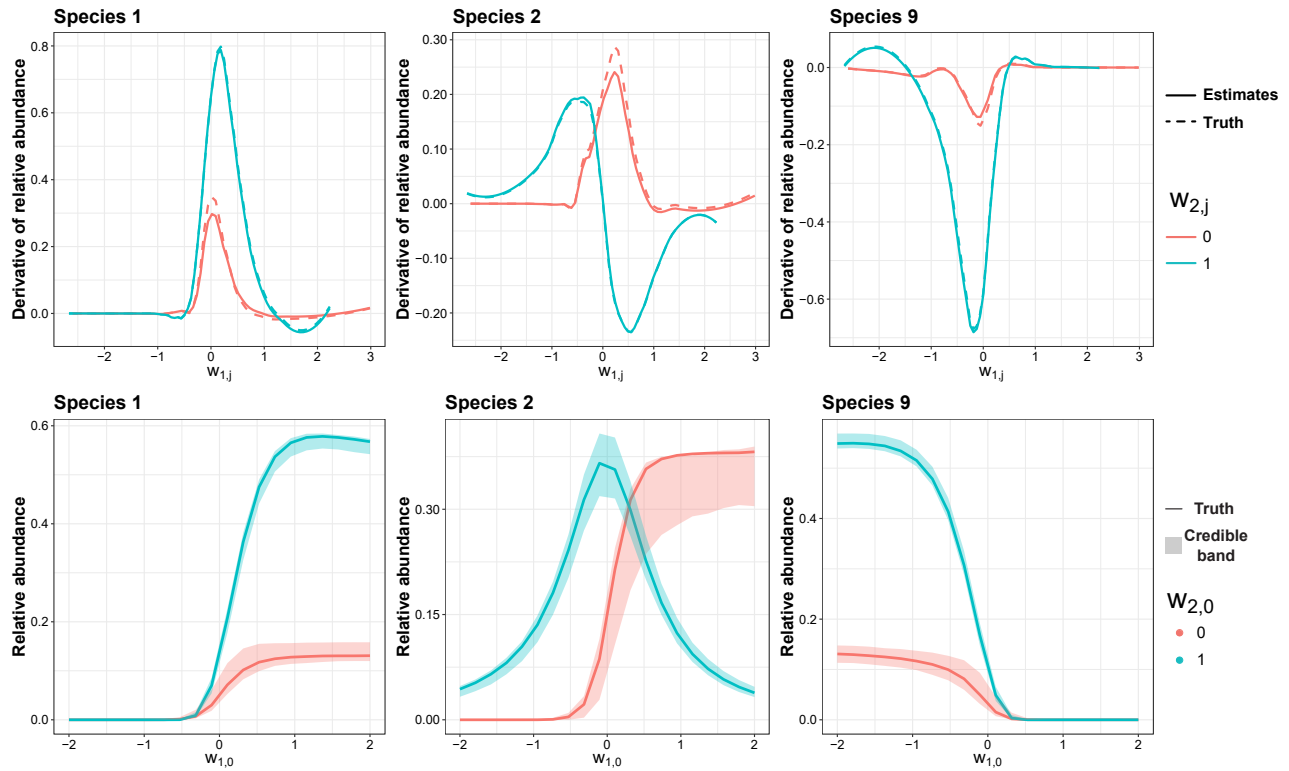 Species 1
Species 2
Species 9
Derivative of relative abundance
0.8
0.6
0.4
0.2
0.0
−2 −1 0 1 2 3
w1,j
Derivative of relative abundance
0.30
0.20
0.10
0.00
−0.10
−0.20
−2 −1 0 1 2 3
w1,j
Derivative of relative abundance
0.0
−0.2
−0.4
−0.6
−2 −1 0 1 2 3
w1,j
Estimates
Truth
w2,j
0
1
Species 1
Species 2
Species 9
Relative abundance
0.6
0.4
0.2
0.0
−2 −1 0 1 2
w1,0
Relative abundance
0.30
0.15
0.00
−2 −1 0 1 2
w1,0
Relative abundance
0.4
0.2
0.0
−2 −1 0 1 2
w1,0
Truth
Credible
band
w2,0
0
1